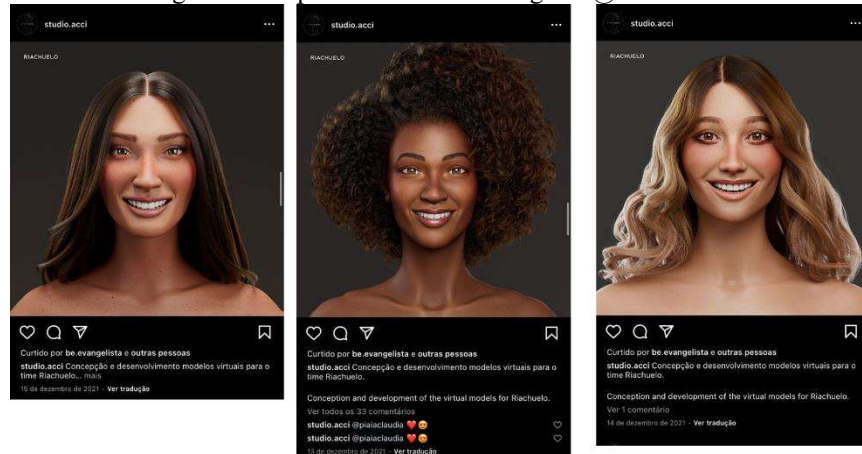 studio.acci
RIACHUELO
Curtido por be.evangelista e outras pessoas
studio.acci Concepção e desenvolvimento modelos virtuais para o
time Riachuelo... mais
15 de dezembro de 2021 • Ver tradução
studio.acci
RIACHUELO
Curtido por be.evangelista e outras pessoas
studio.acci Concepção e desenvolvimento modelos virtuais para o
time Riachuelo.
Conception and development of the virtual models for Riachuelo.
Ver todos os 33 comentários
studio.acci @piaiaclaudia ❤️😍
studio.acci @piaiaclaudia ❤️😍
13 de dezembro de 2021 • Ver tradução
studio.acci
RIACHUELO
Curtido por be.evangelista e outras pessoas
studio.acci Concepção e desenvolvimento modelos virtuais para o
time Riachuelo.
Conception and development of the virtual models for Riachuelo.
Ver 1 comentário
14 de dezembro de 2021 • Ver tradução